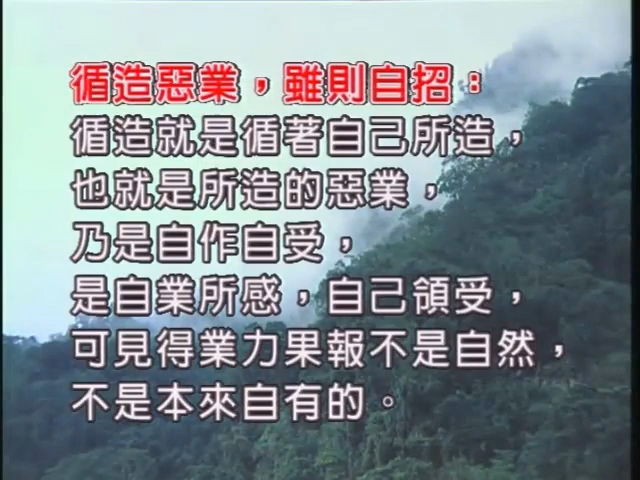 循造惡業，雖則自招：
循造就是循著自己所造，
也就是所造的惡業，
乃是自作自受，
是自業所感，自己領受，
可見得業力果報不是自然，
不是本來自有的。